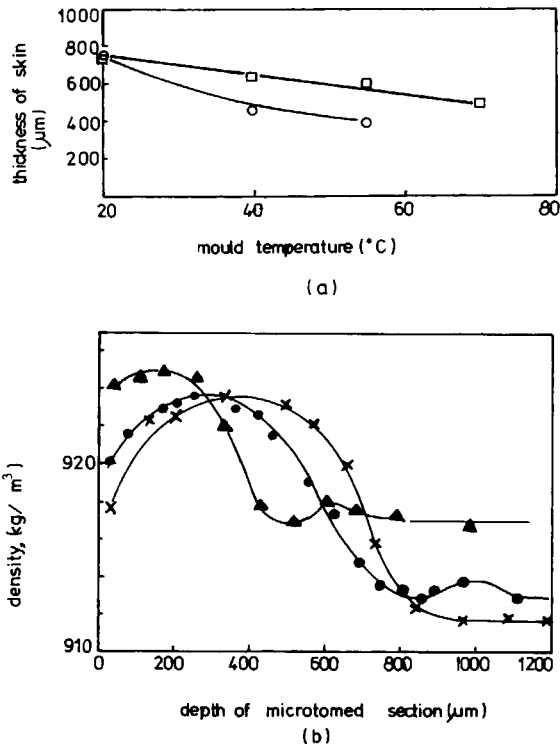 1000
800
600
400
200
thickness of skin
(μm)
20 40 60 80
mould temperature (°C)
(a)
920
910
density, kg/ m³
0 200 400 600 800 1000 1200
depth of microtomed section (μm)
(b)